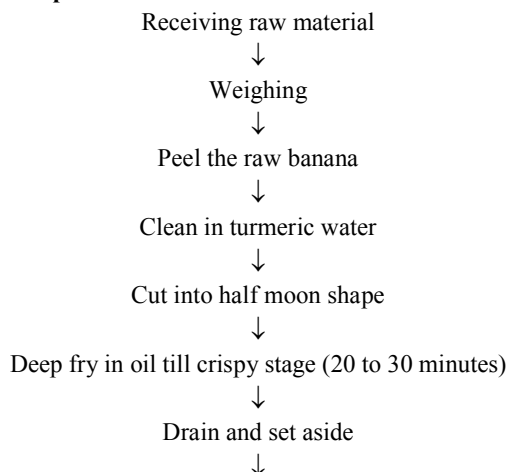 Receiving raw material
↓
Weighing
↓
Peel the raw banana
↓
Clean in turmeric water
↓
Cut into half moon shape
↓
Deep fry in oil till crispy stage (20 to 30 minutes)
↓
Drain and set aside
↓